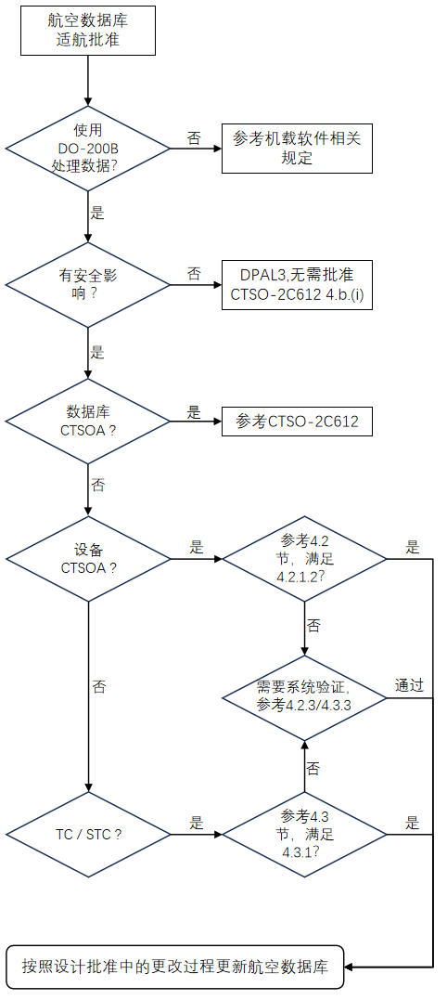 航空数据库
适航批准
使用
DO-200B
处理数据?
否
参考机载软件相关
规定
是
有安全影
响？
否
DPAL3,无需批准
CTSO-2C612 4.b.(i)
是
数据库
CTSOA？
是
参考CTSO-2C612
否
设备
CTSOA？
是
参考4.2
节，满足
4.2.1.2?
是
否
否
需要系统验证,
参考4.2.3/4.3.3
通过
否
TC / STC？
是
参考4.3
节，满足
4.3.1?
是
按照设计批准中的更改过程更新航空数据库